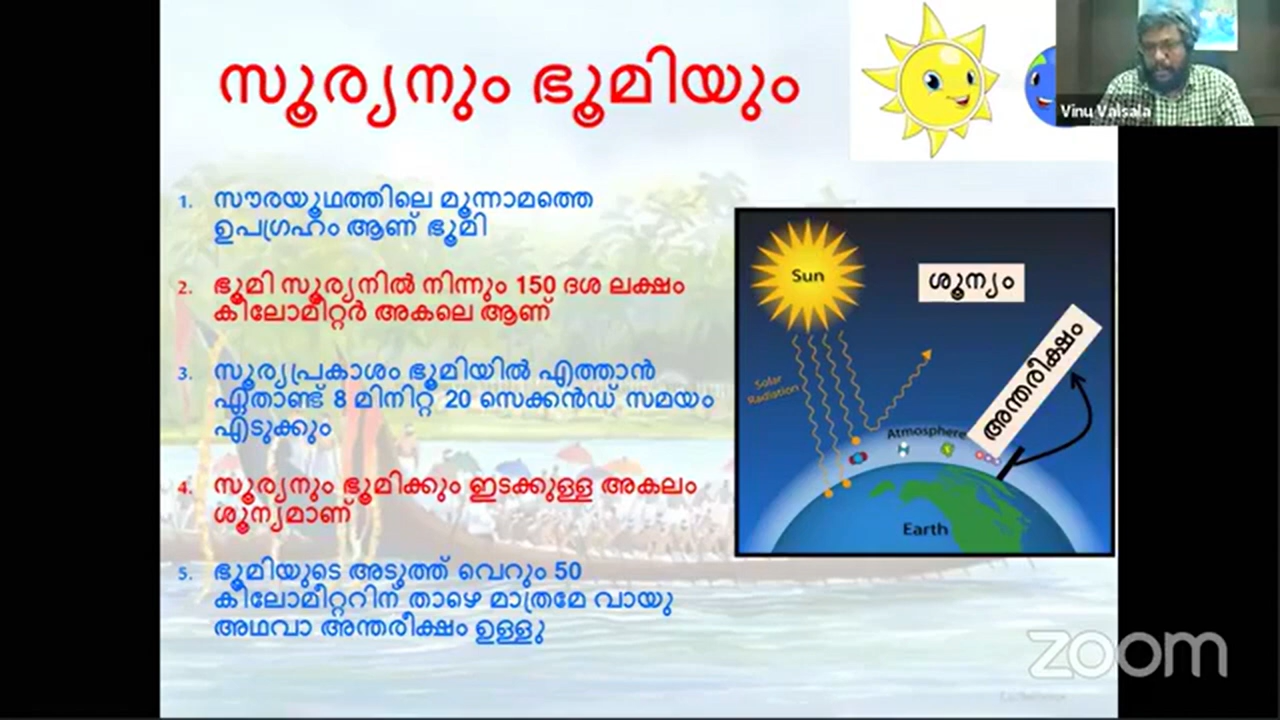 സൂര്യനും ഭൂമിയും
Vinu Valsala
1. സൗരയൂഥത്തിലെ മൂന്നാമത്തെ
ഉപഗ്രഹം ആണ് ഭൂമി
2. ഭൂമി സൂര്യനിൽ നിന്നും 150 ദശ ലക്ഷം
കിലോമീറ്റർ അകലെ ആണ്
3. സൂര്യപ്രകാശം ഭൂമിയിൽ എത്താൻ
ഏതാണ്ട് 8 മിനിറ്റ് 20 സെക്കൻഡ് സമയം
എടുക്കും
4. സൂര്യനും ഭൂമിക്കും ഇടക്കുള്ള അകലം
ശൂന്യമാണ്
5. ഭൂമിയുടെ അടുത്ത് വെറും 50
കിലോമീറ്ററിന് താഴെ മാത്രമേ വായു
അഥവാ അന്തരീക്ഷം ഉള്ളു
Sun
ശൂന്യം
Solar
Radiation
അന്തരീക്ഷം
Atmosphere
Earth
zoom